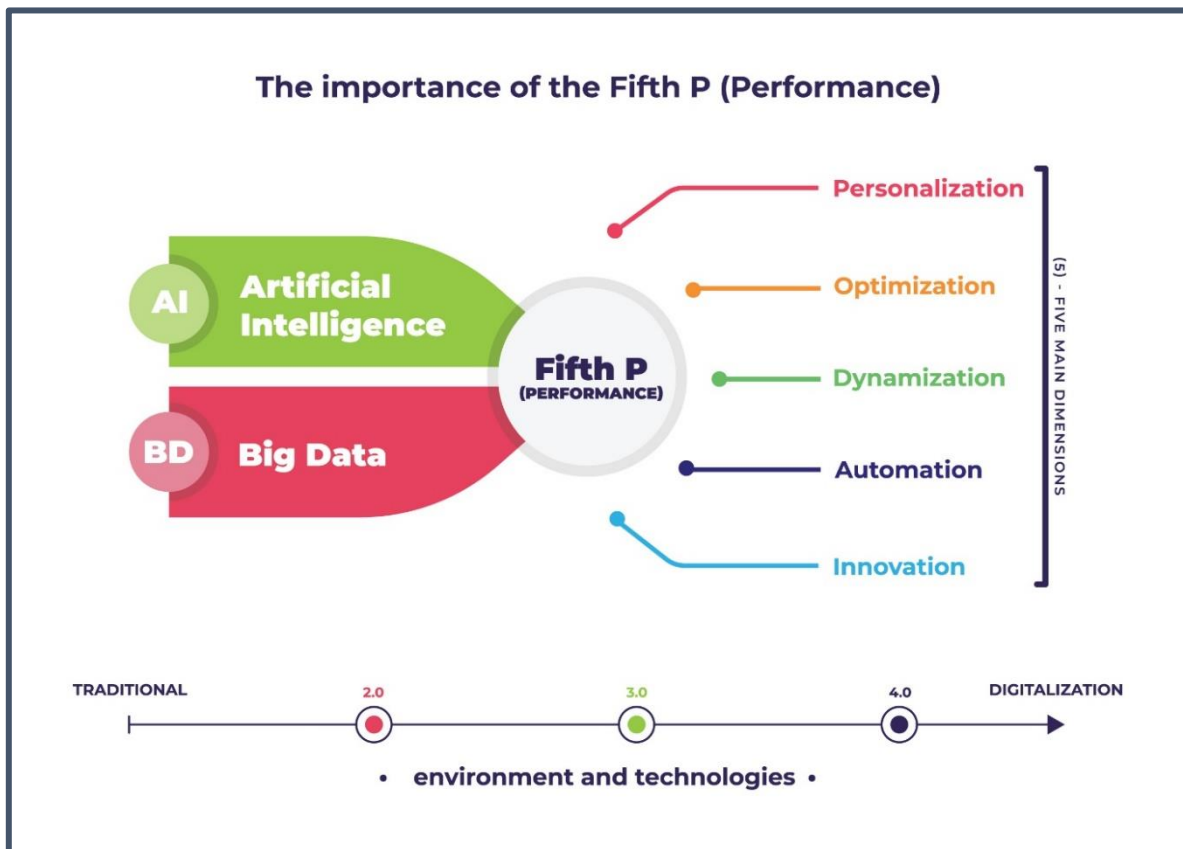 The importance of the Fifth P (Performance)
AI
Artificial
Intelligence
BD
Big Data
Fifth P
(PERFORMANCE)
Personalization
Optimization
Dynamization
Automation
Innovation
(5) - FIVE MAIN DIMENSIONS
TRADITIONAL
2.0
3.0
4.0
DIGITALIZATION
• environment and technologies •